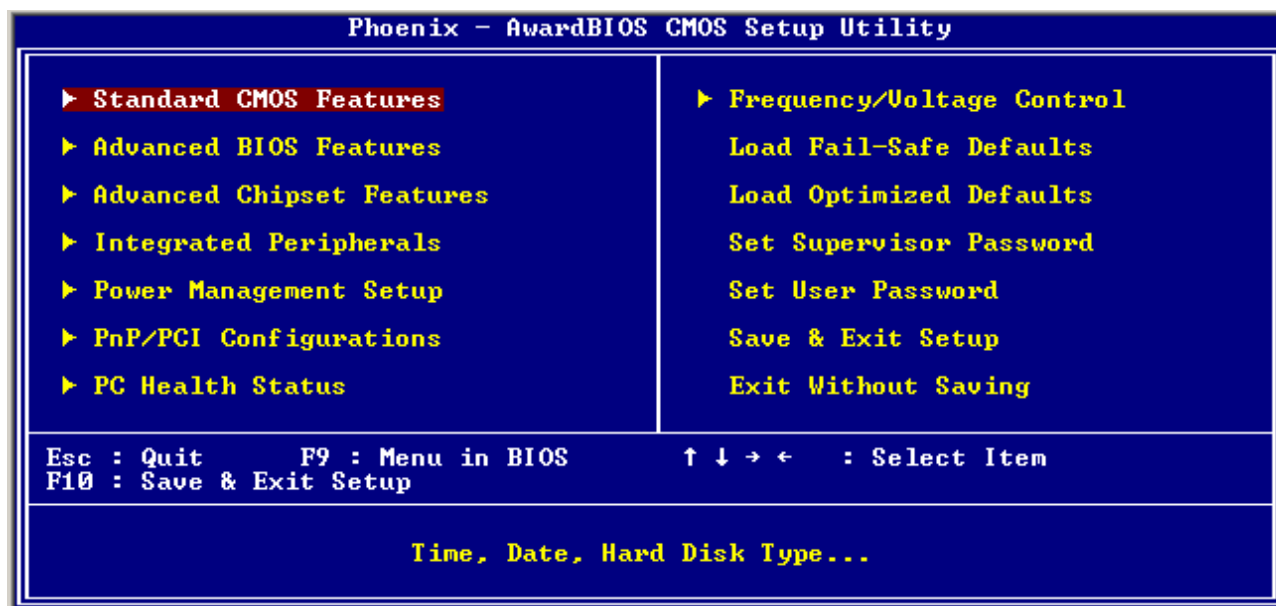 Phoenix - AwardBIOS CMOS Setup Utility
▶ Standard CMOS Features
▶ Advanced BIOS Features
▶ Advanced Chipset Features
▶ Integrated Peripherals
▶ Power Management Setup
▶ PnP/PCI Configurations
▶ PC Health Status
▶ Frequency/Voltage Control
Load Fail-Safe Defaults
Load Optimized Defaults
Set Supervisor Password
Set User Password
Save & Exit Setup
Exit Without Saving
Esc : Quit F9 : Menu in BIOS ↑ ↓ → ← : Select Item
F10 : Save & Exit Setup
Time, Date, Hard Disk Type...